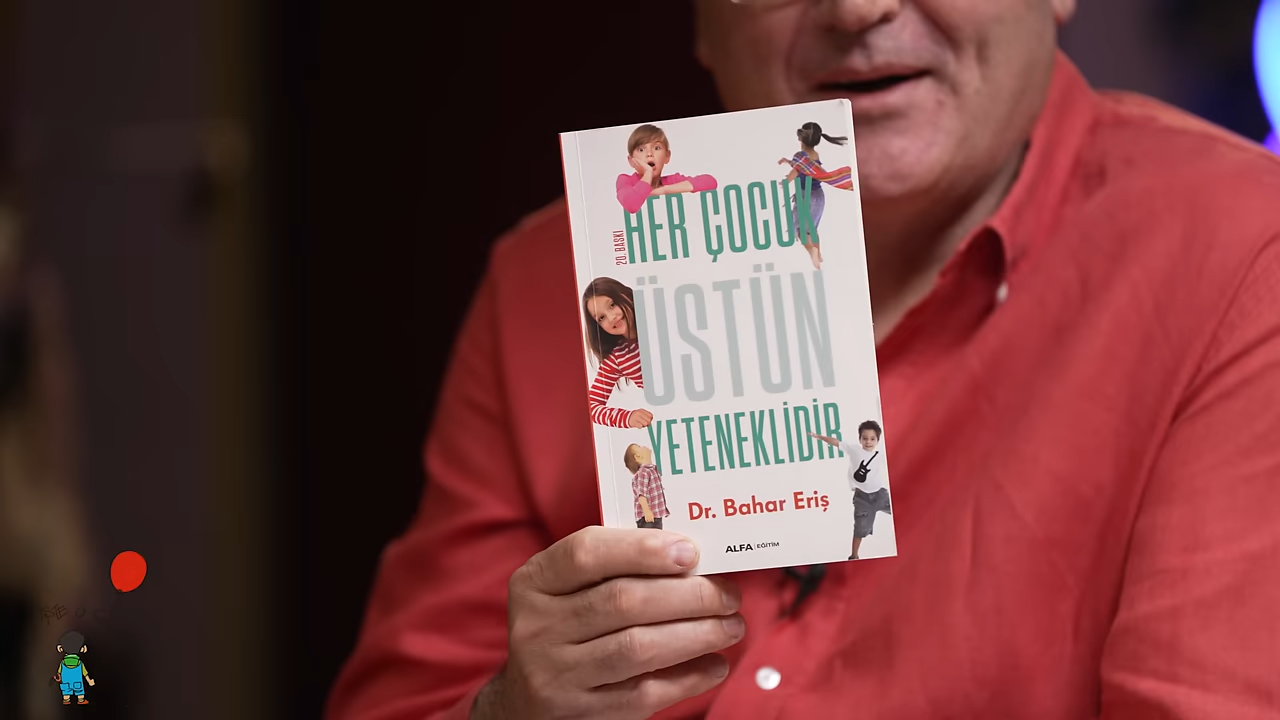 20. BASKI
HER ÇOCUK
ÜSTÜN
YETENEKLİDİR
Dr. Bahar Eriş
ALFA | EĞİTİM